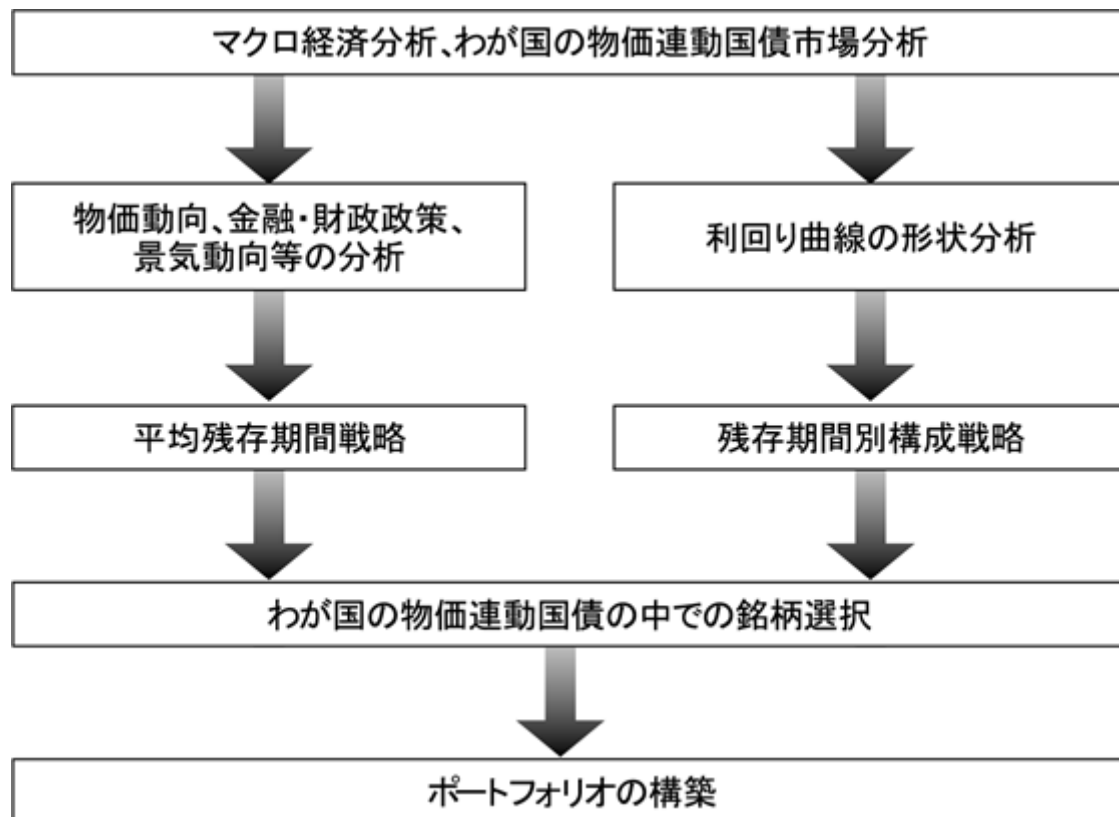 マクロ経済分析、わが国の物価連動国債市場分析
物価動向、金融・財政政策、
景気動向等の分析
利回り曲線の形状分析
平均残存期間戦略
残存期間別構成戦略
わが国の物価連動国債の中での銘柄選択
ポートフォリオの構築